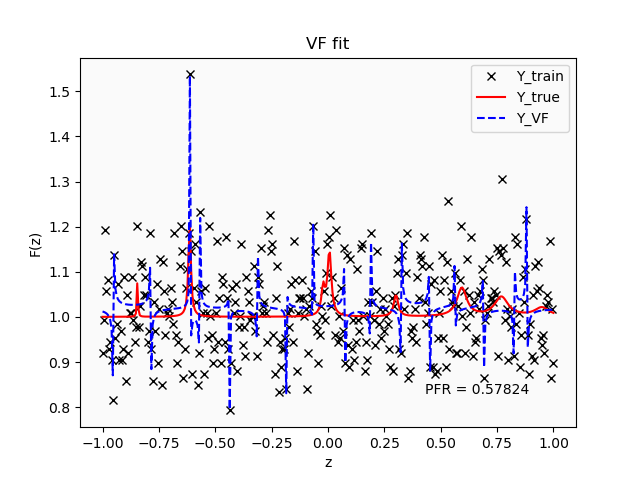 VF fit
Y_train
Y_true
Y_VF
F(z)
1.5
1.4
1.3
1.2
1.1
1.0
0.9
0.8
PFR = 0.57824
−1.00 −0.75 −0.50 −0.25 0.00 0.25 0.50 0.75 1.00
z